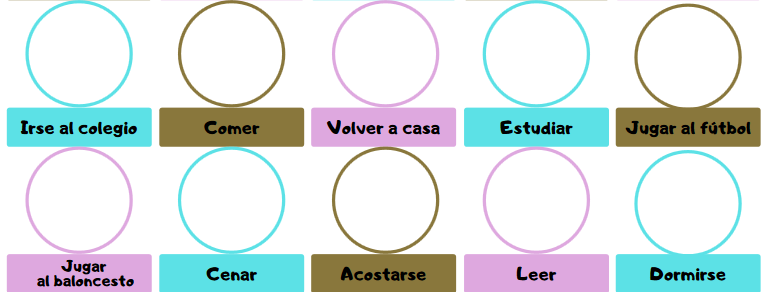 Irse al colegio
Comer
Volver a casa
Estudiar
Jugar al fútbol
Jugar
al baloncesto
Cenar
Acostarse
Leer
Dormirse